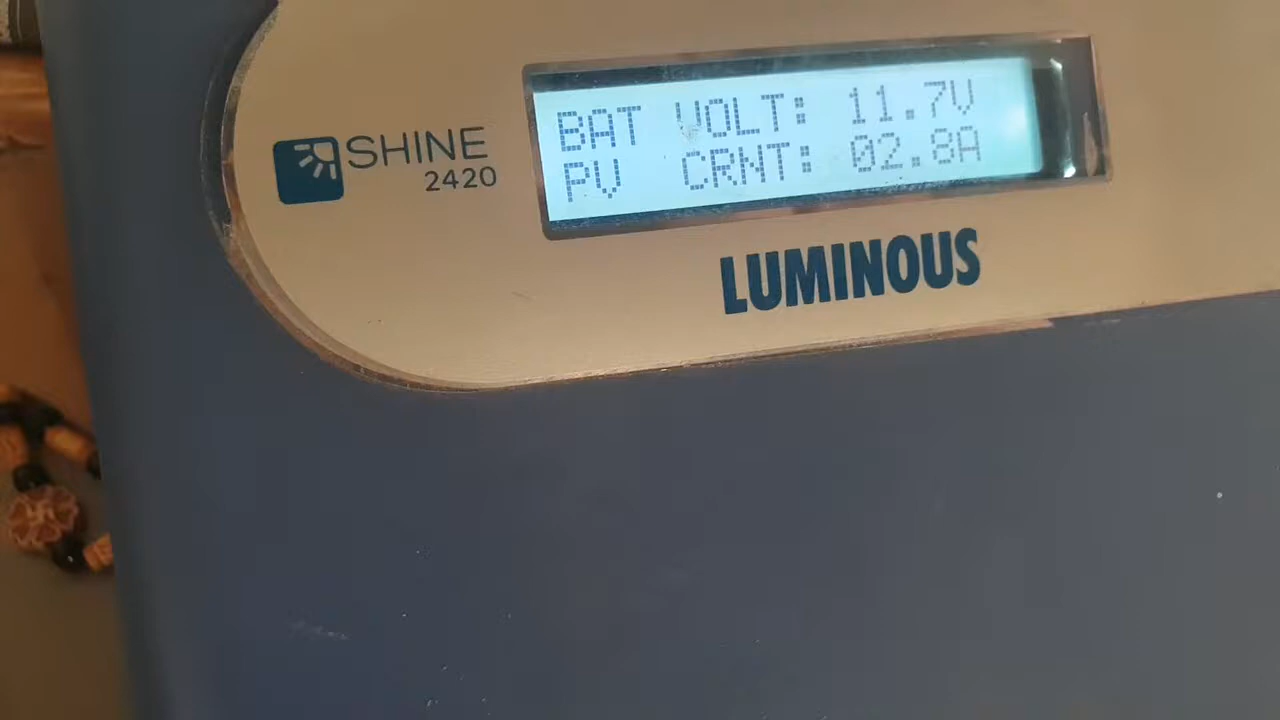 SHINE
2420
BAT VOLT: 11.7V
PV CRNT: 02.8A
LUMINOUS